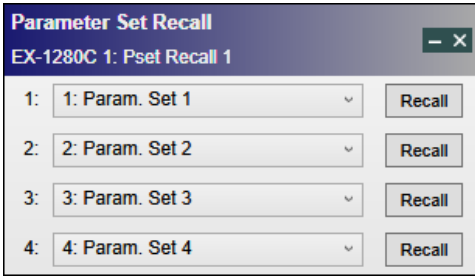 Parameter Set Recall
EX-1280C 1: Pset Recall 1
1: 1: Param. Set 1 Recall
2: 2: Param. Set 2 Recall
3: 3: Param. Set 3 Recall
4: 4: Param. Set 4 Recall